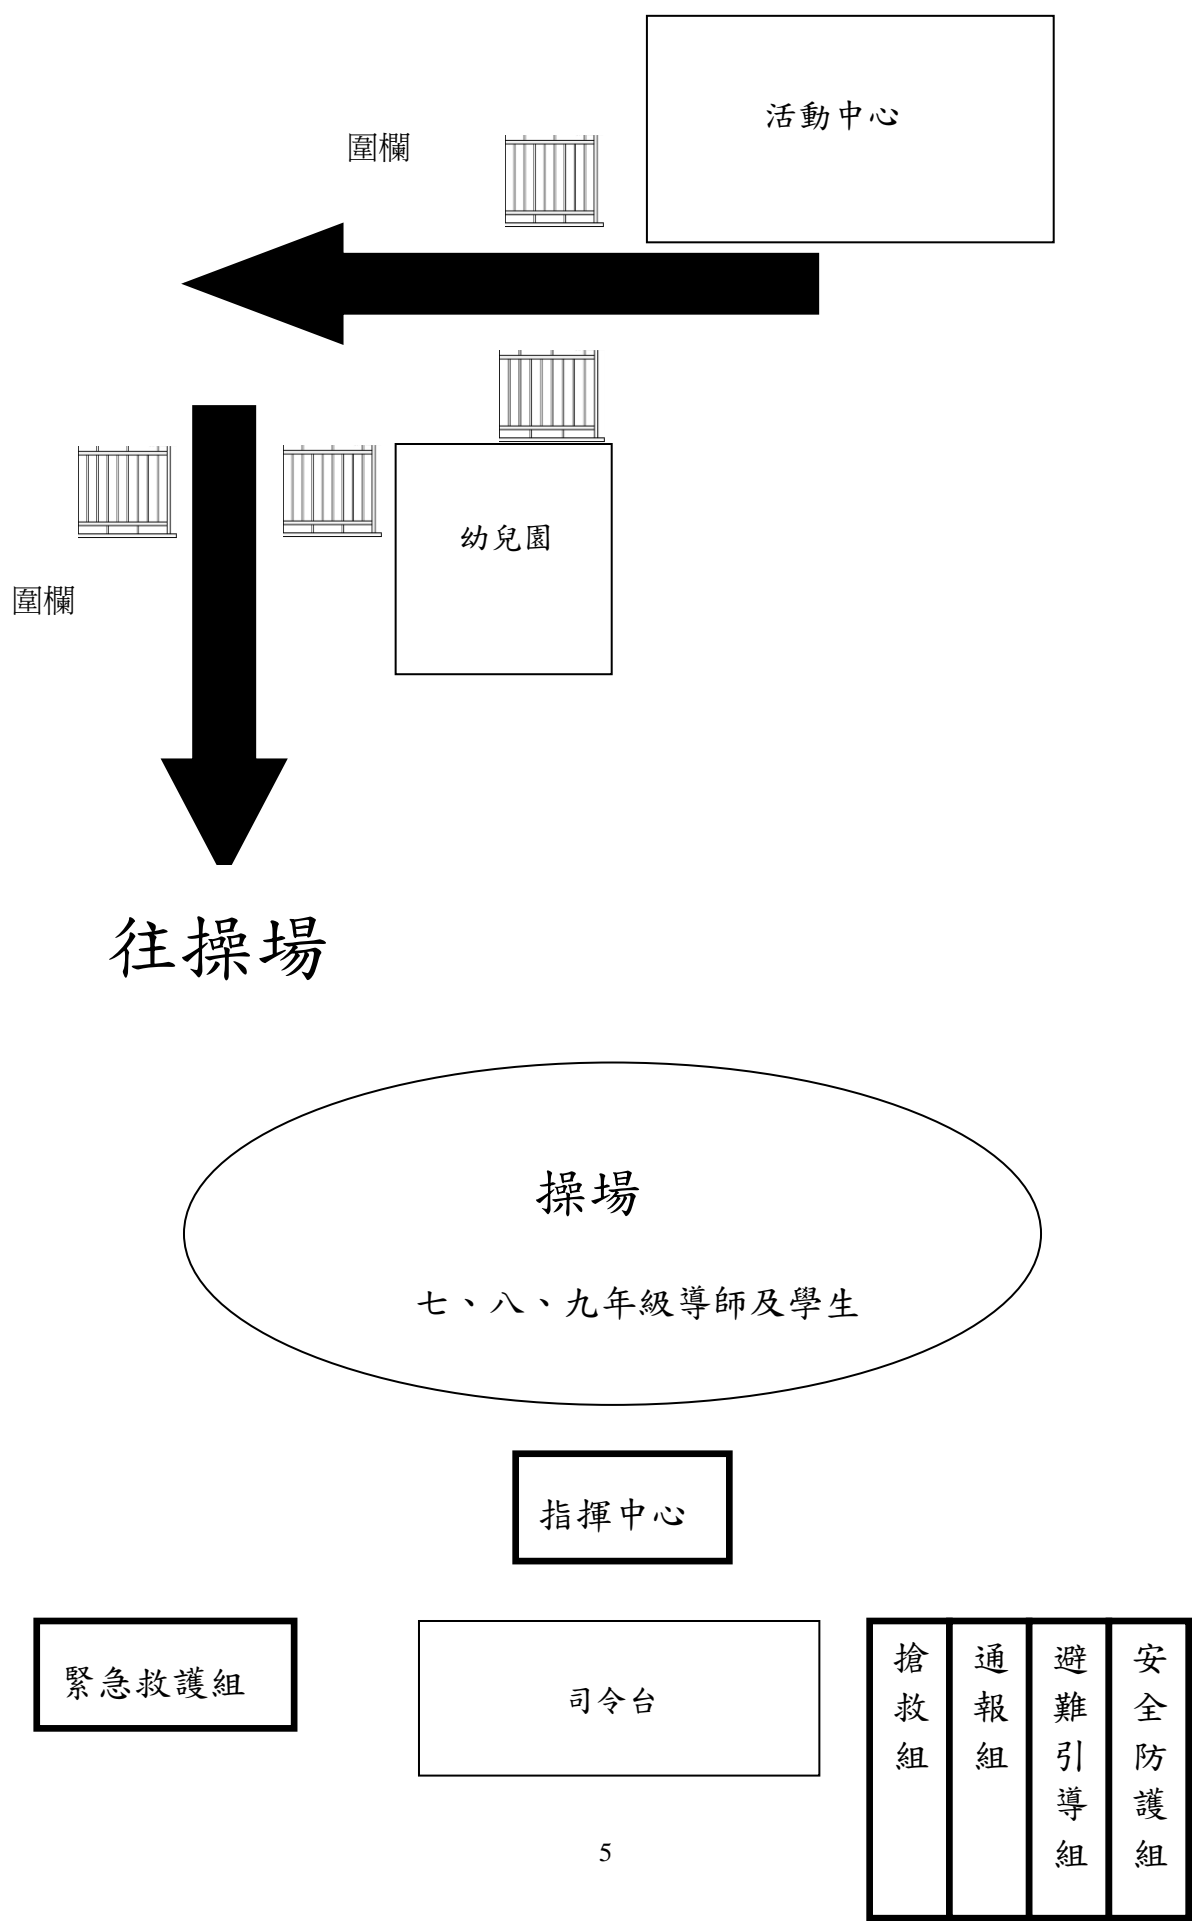 活動中心
圍欄
幼兒園
圍欄
往操場
操場
七、八、九年級導師及學生
指揮中心
緊急救護組
司令台
搶救組
通報組
避難引導組
安全防護組
5